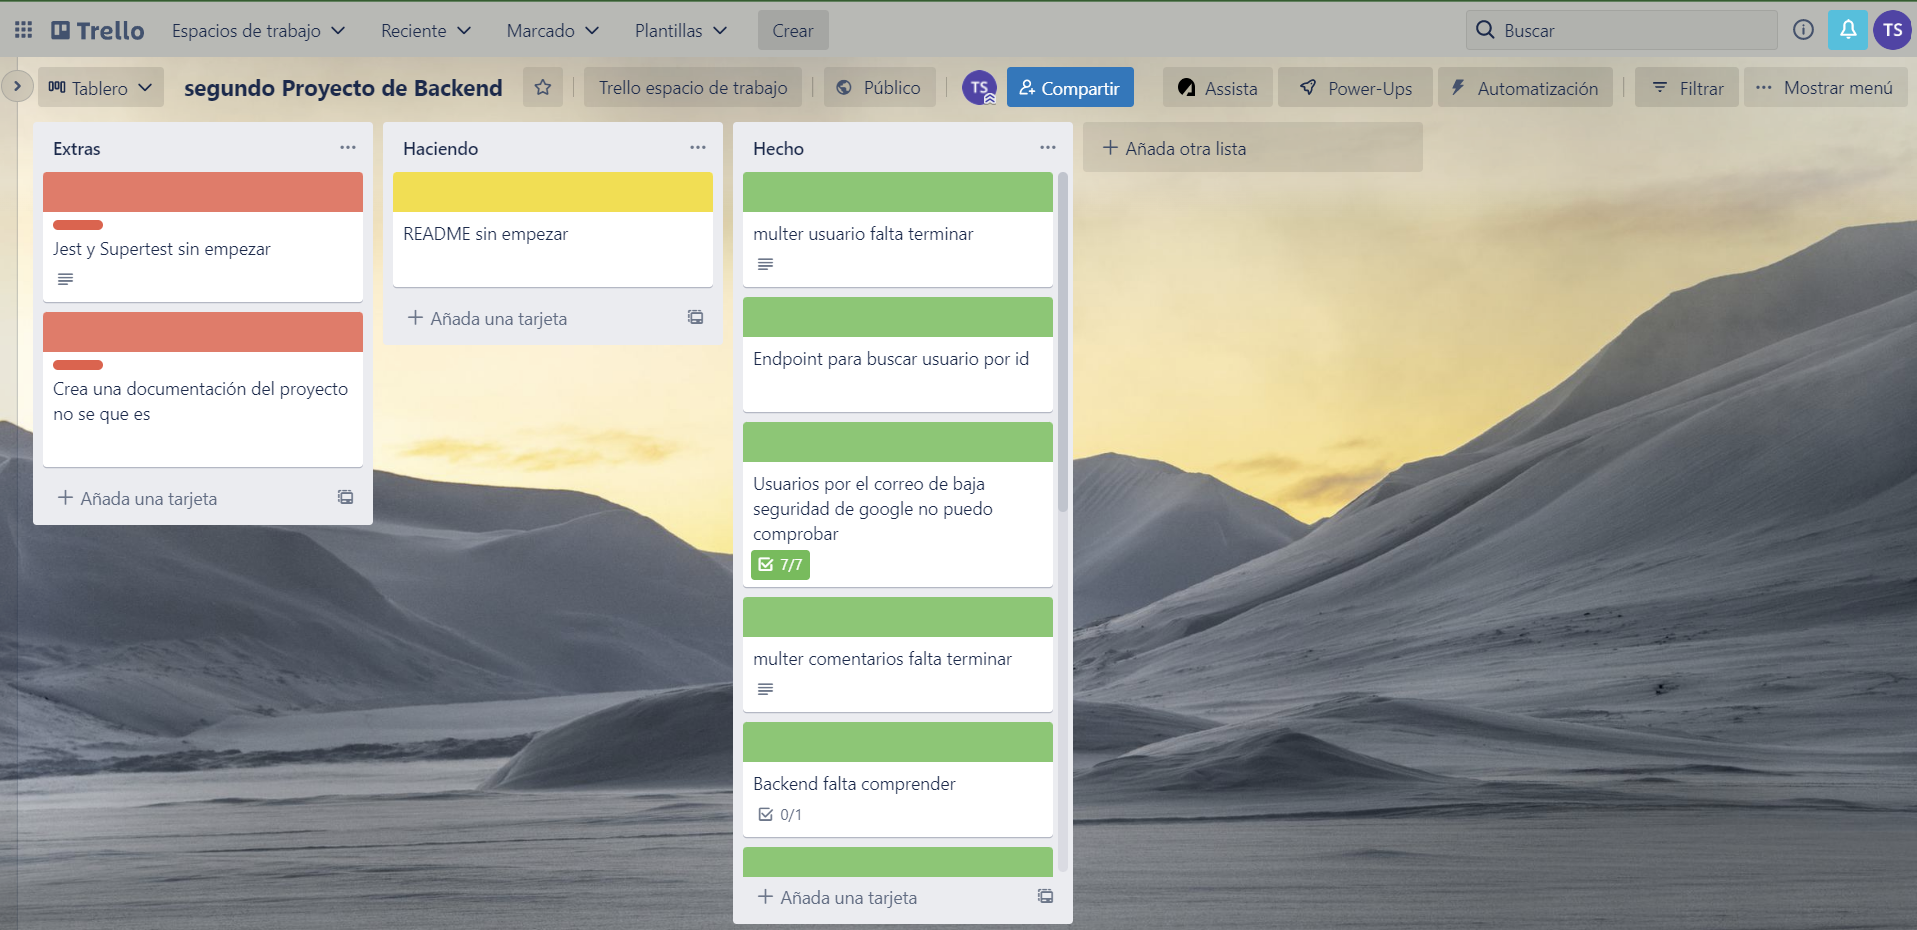 Trello
Espacios de trabajo
Reciente
Marcado
Plantillas
Crear
Buscar
TS
Tablero
segundo Proyecto de Backend
Trello espacio de trabajo
Público
TS
Compartir
Assista
Power-Ups
Automatización
Filtrar
Mostrar menú
Extras
Jest y Supertest sin empezar
Crea una documentación del proyecto
no se que es
Añada una tarjeta
Haciendo
README sin empezar
Añada una tarjeta
Hecho
multer usuario falta terminar
Endpoint para buscar usuario por id
Usuarios por el correo de baja
seguridad de google no puedo
comprobar
7/7
multer comentarios falta terminar
Backend falta comprender
0/1
Añada una tarjeta
Añada otra lista